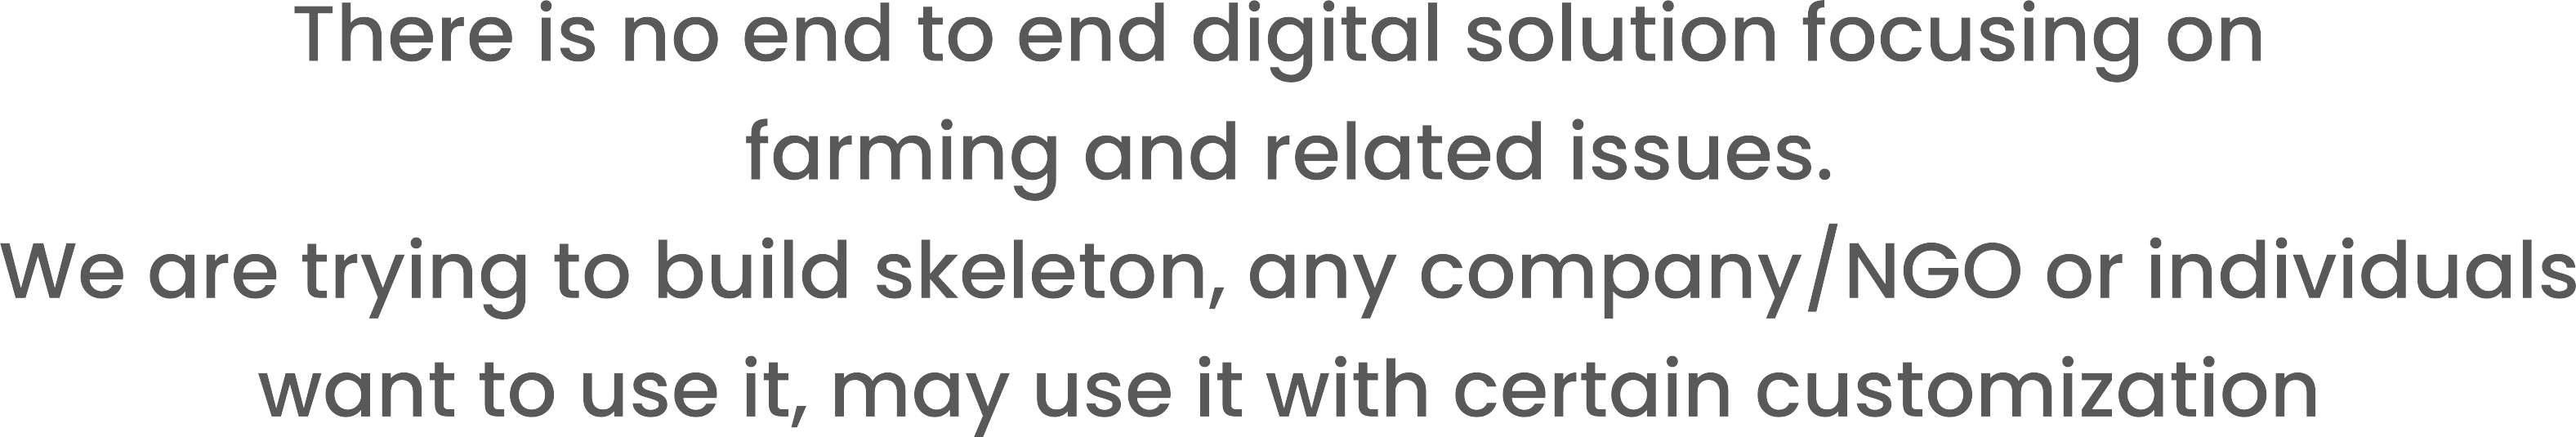 There is no end to end digital solution focusing on
farming and related issues.
We are trying to build skeleton, any company/NGO or individuals
want to use it, may use it with certain customization